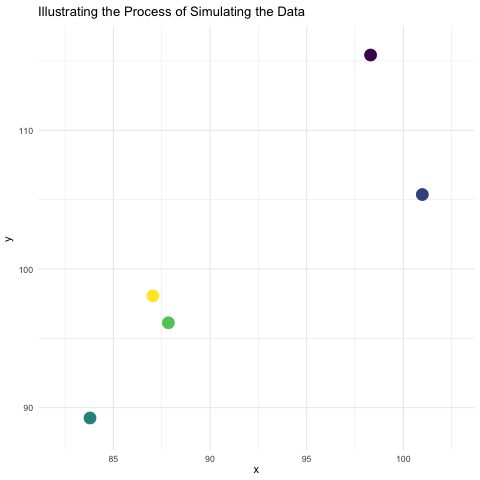 Illustrating the Process of Simulating the Data
110
100
90
y
85 90 95 100
x